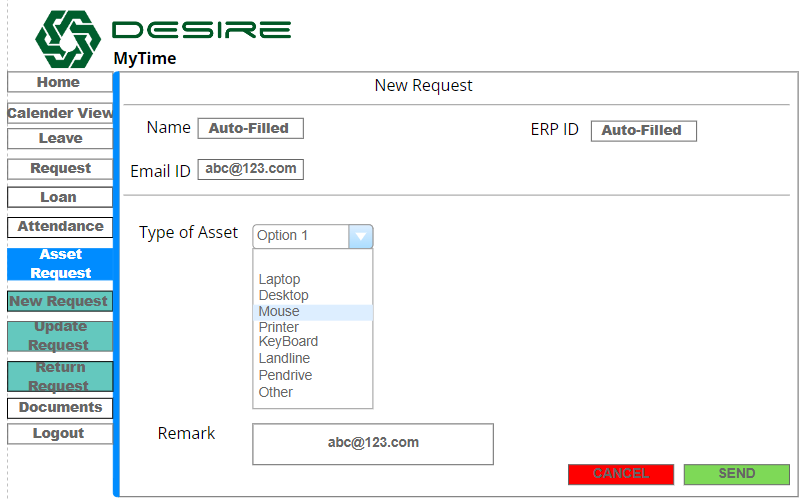 DESIRE
MyTime
Home
Calender View
Leave
Request
Loan
Attendance
Asset
Request
New Request
Update
Request
Return
Request
Documents
Logout
New Request
Name Auto-Filled ERP ID Auto-Filled
Email ID abc@123.com
Type of Asset Option 1
Laptop
Desktop
Mouse
Printer
KeyBoard
Landline
Pendrive
Other
Remark abc@123.com
CANCEL SEND